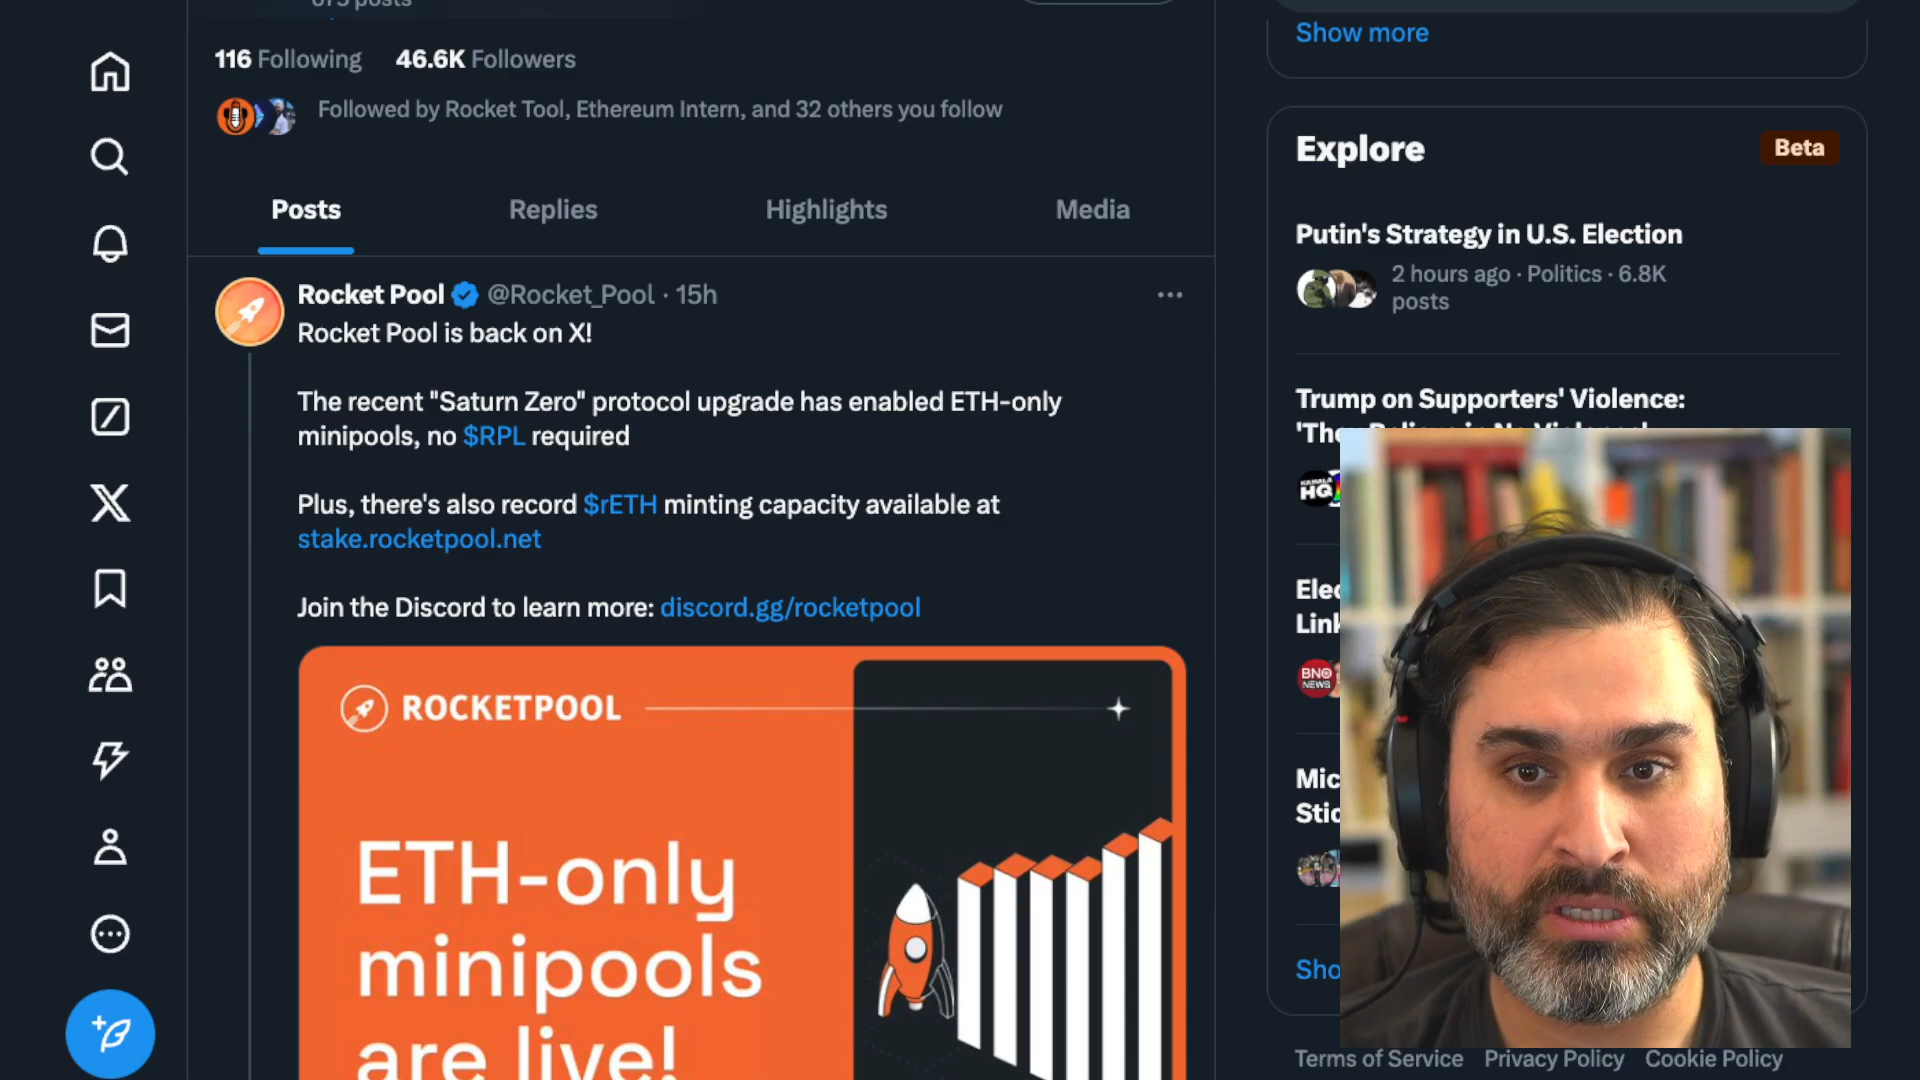 116 Following 46.6K Followers
Followed by Rocket Tool, Ethereum Intern, and 32 others you follow
Posts Replies Highlights Media
Rocket Pool @Rocket_Pool · 15h
Rocket Pool is back on X!
The recent "Saturn Zero" protocol upgrade has enabled ETH-only
minipools, no $RPL required
Plus, there's also record $rETH minting capacity available at
stake.rocketpool.net
Join the Discord to learn more: discord.gg/rocketpool
ROCKETPOOL
ETH-only
minipools
are live!
Show more
Explore Beta
Putin's Strategy in U.S. Election
2 hours ago · Politics · 6.8K
posts
Trump on Supporters' Violence:
HQ
BNO
NEWS
Terms of Service Privacy Policy Cookie Policy